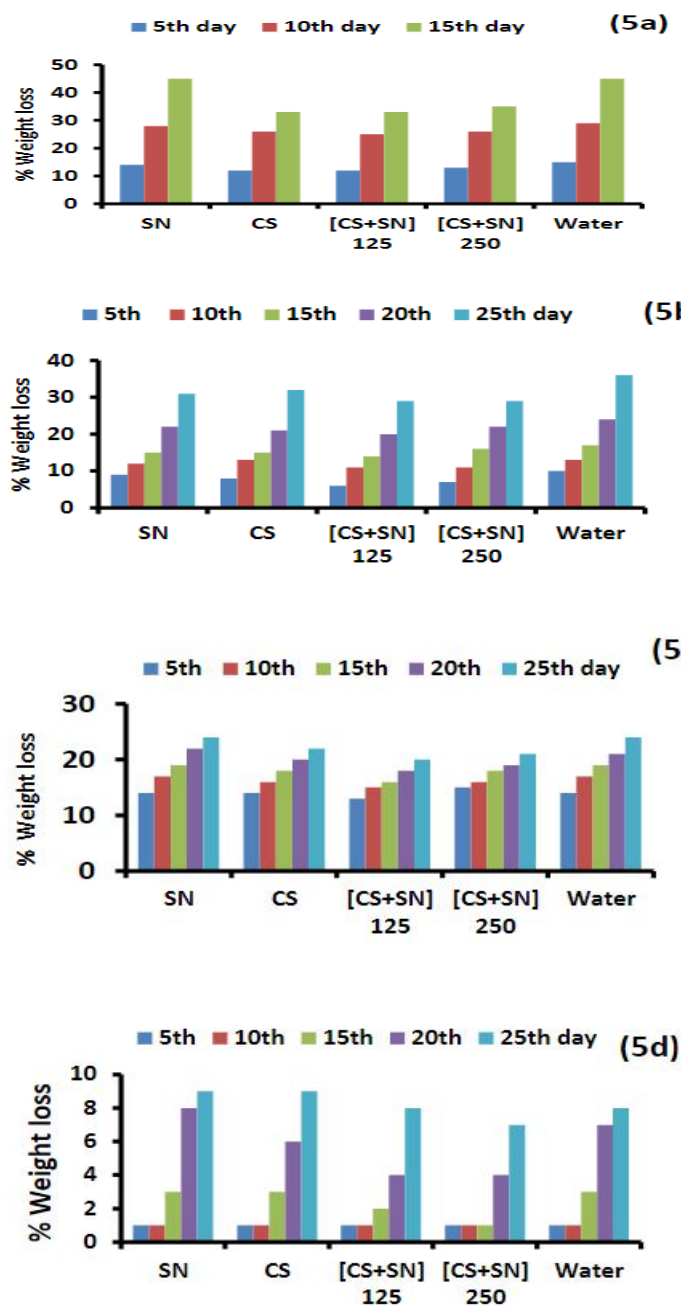 5th day 10th day 15th day (5a)
% Weight loss
50
40
30
20
10
0
SN CS [CS+SN] 125 [CS+SN] 250 Water
5th 10th 15th 20th 25th day (5b
% Weight loss
40
30
20
10
0
SN CS [CS+SN] 125 [CS+SN] 250 Water
5th 10th 15th 20th 25th day (5
% Weight loss
30
20
10
0
SN CS [CS+SN] 125 [CS+SN] 250 Water
5th 10th 15th 20th 25th day (5d)
% Weight loss
10
8
6
4
2
0
SN CS [CS+SN] 125 [CS+SN] 250 Water